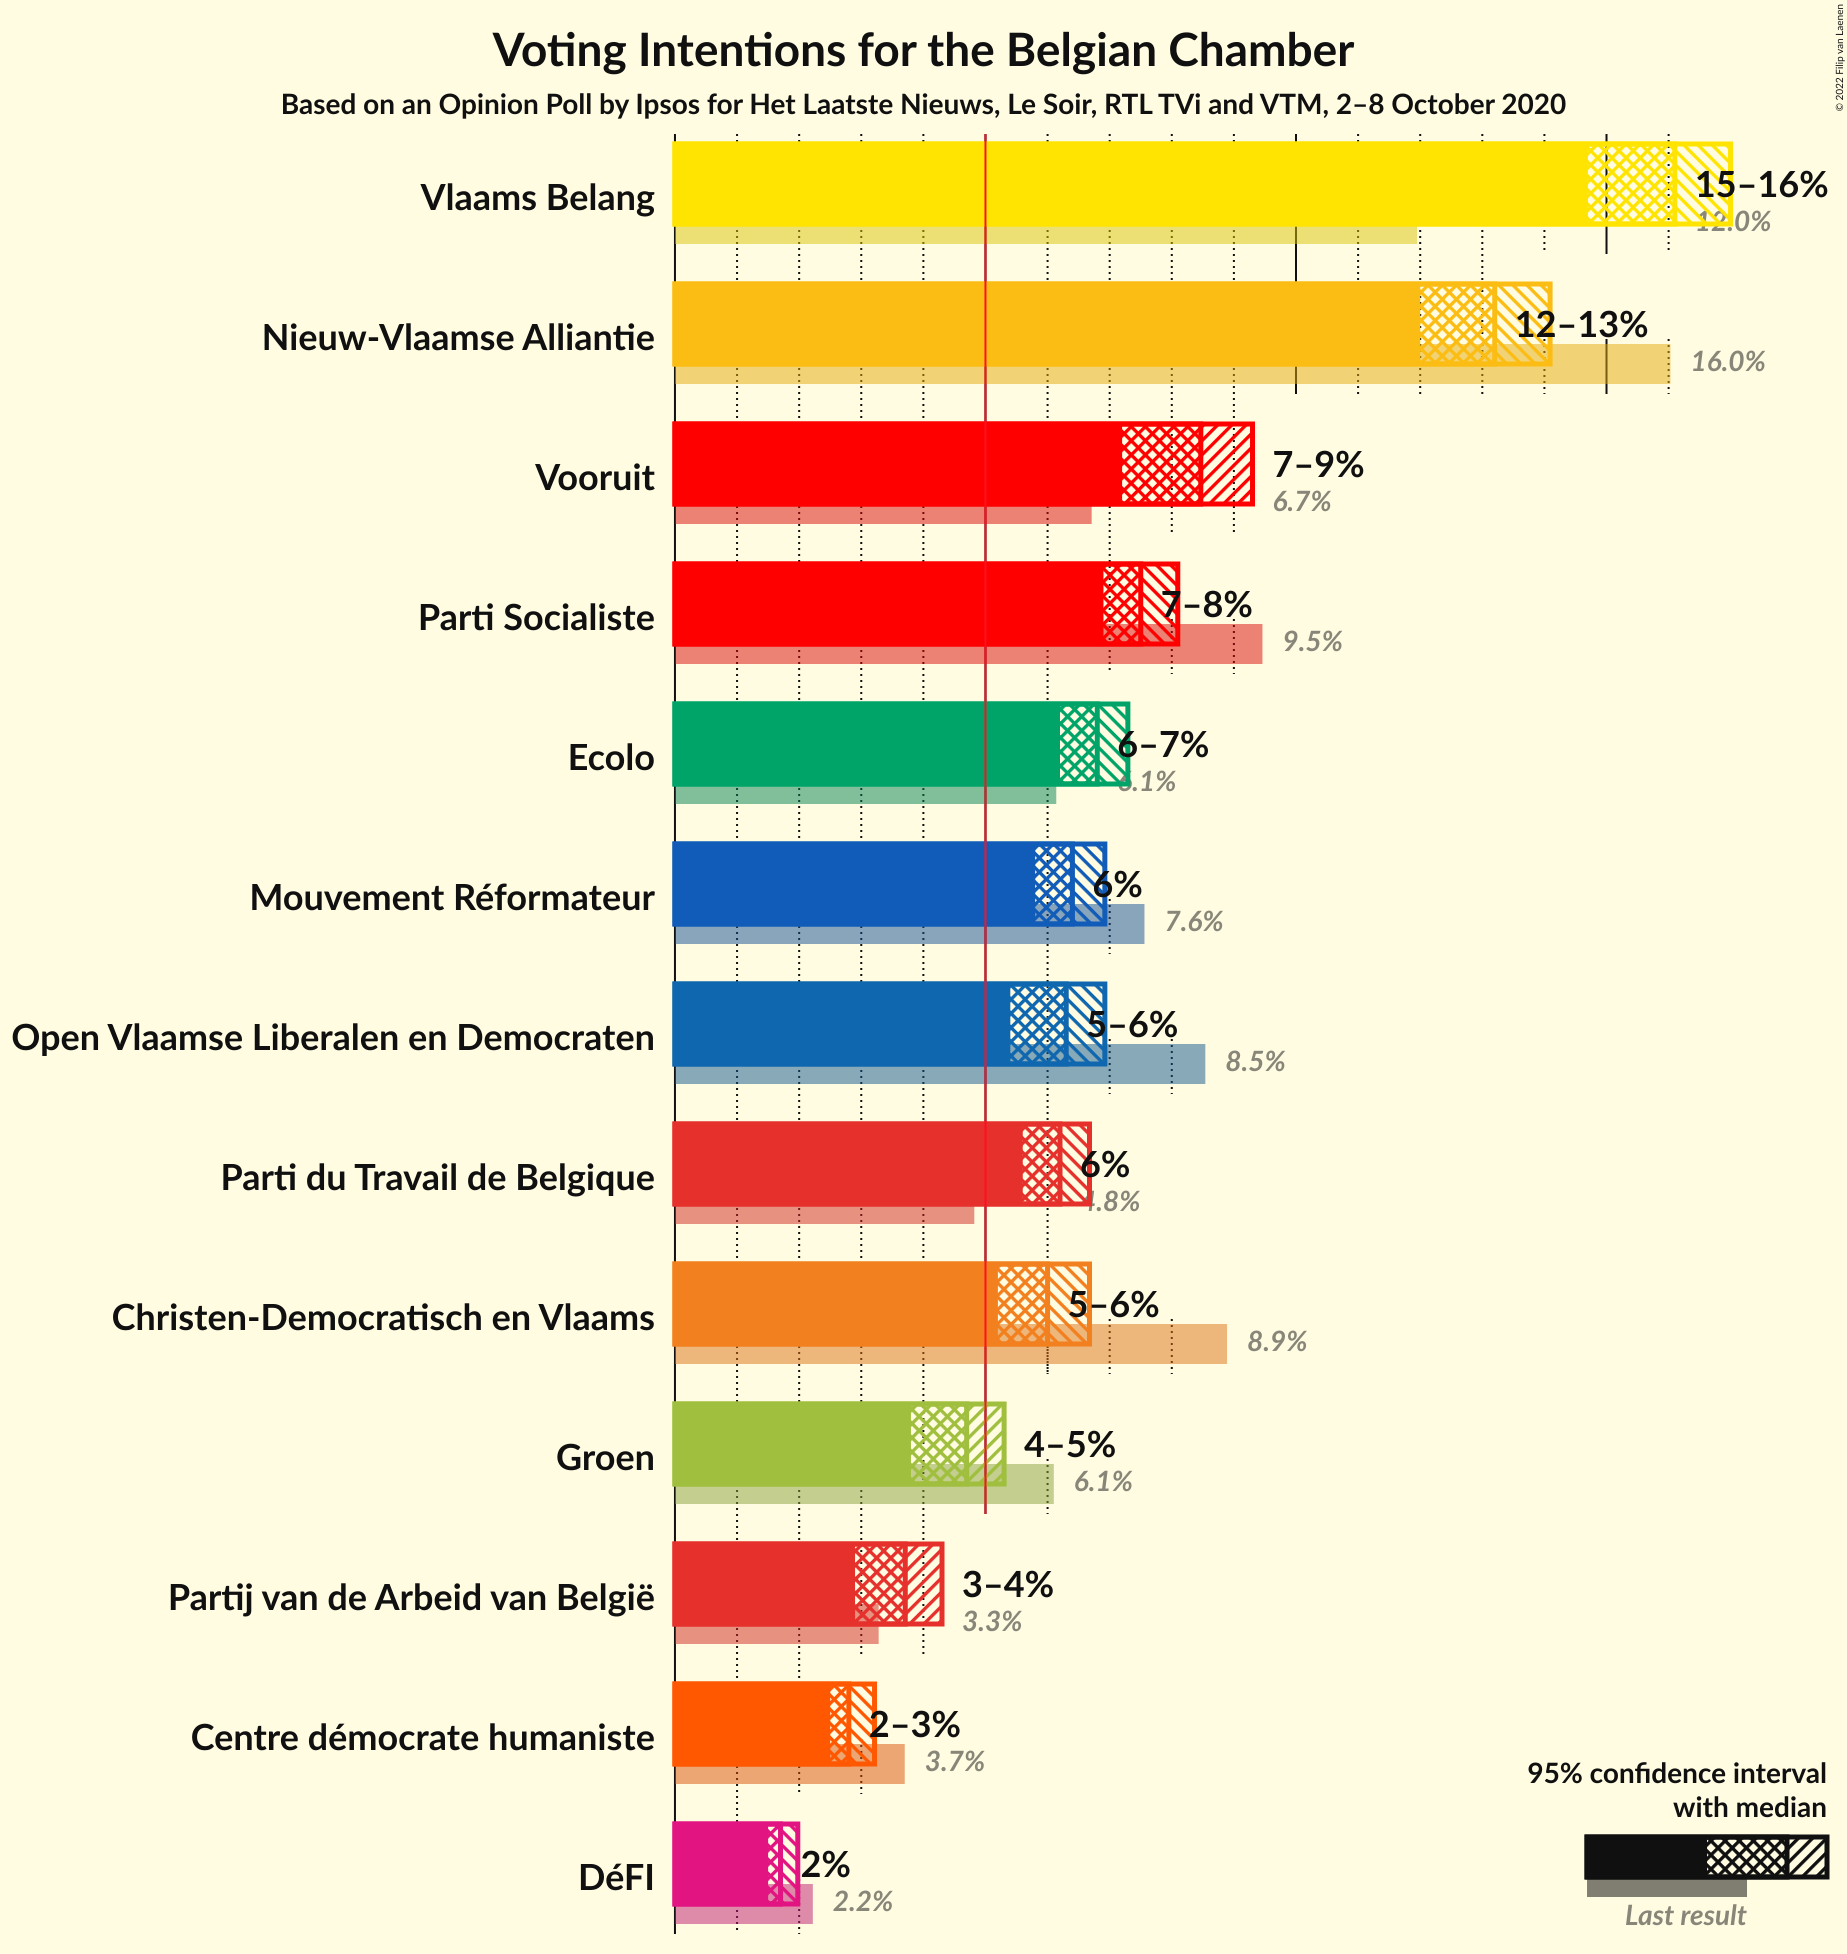 Voting Intentions for the Belgian Chamber
Based on an Opinion Poll by Ipsos for Het Laatste Nieuws, Le Soir, RTL TVi and VTM, 2–8 October 2020
© 2022 Filip van Laenen
Vlaams Belang
15–16%
12.0%
Nieuw-Vlaamse Alliantie
12–13%
16.0%
Vooruit
7–9%
6.7%
Parti Socialiste
7–8%
9.5%
Ecolo
6–7%
6.1%
Mouvement Réformateur
6%
7.6%
Open Vlaamse Liberalen en Democraten
5–6%
8.5%
Parti du Travail de Belgique
6%
4.8%
Christen-Democratisch en Vlaams
5–6%
8.9%
Groen
4–5%
6.1%
Partij van de Arbeid van België
3–4%
3.3%
Centre démocrate humaniste
2–3%
3.7%
DéFI
2%
2.2%
95% confidence interval
with median
Last result